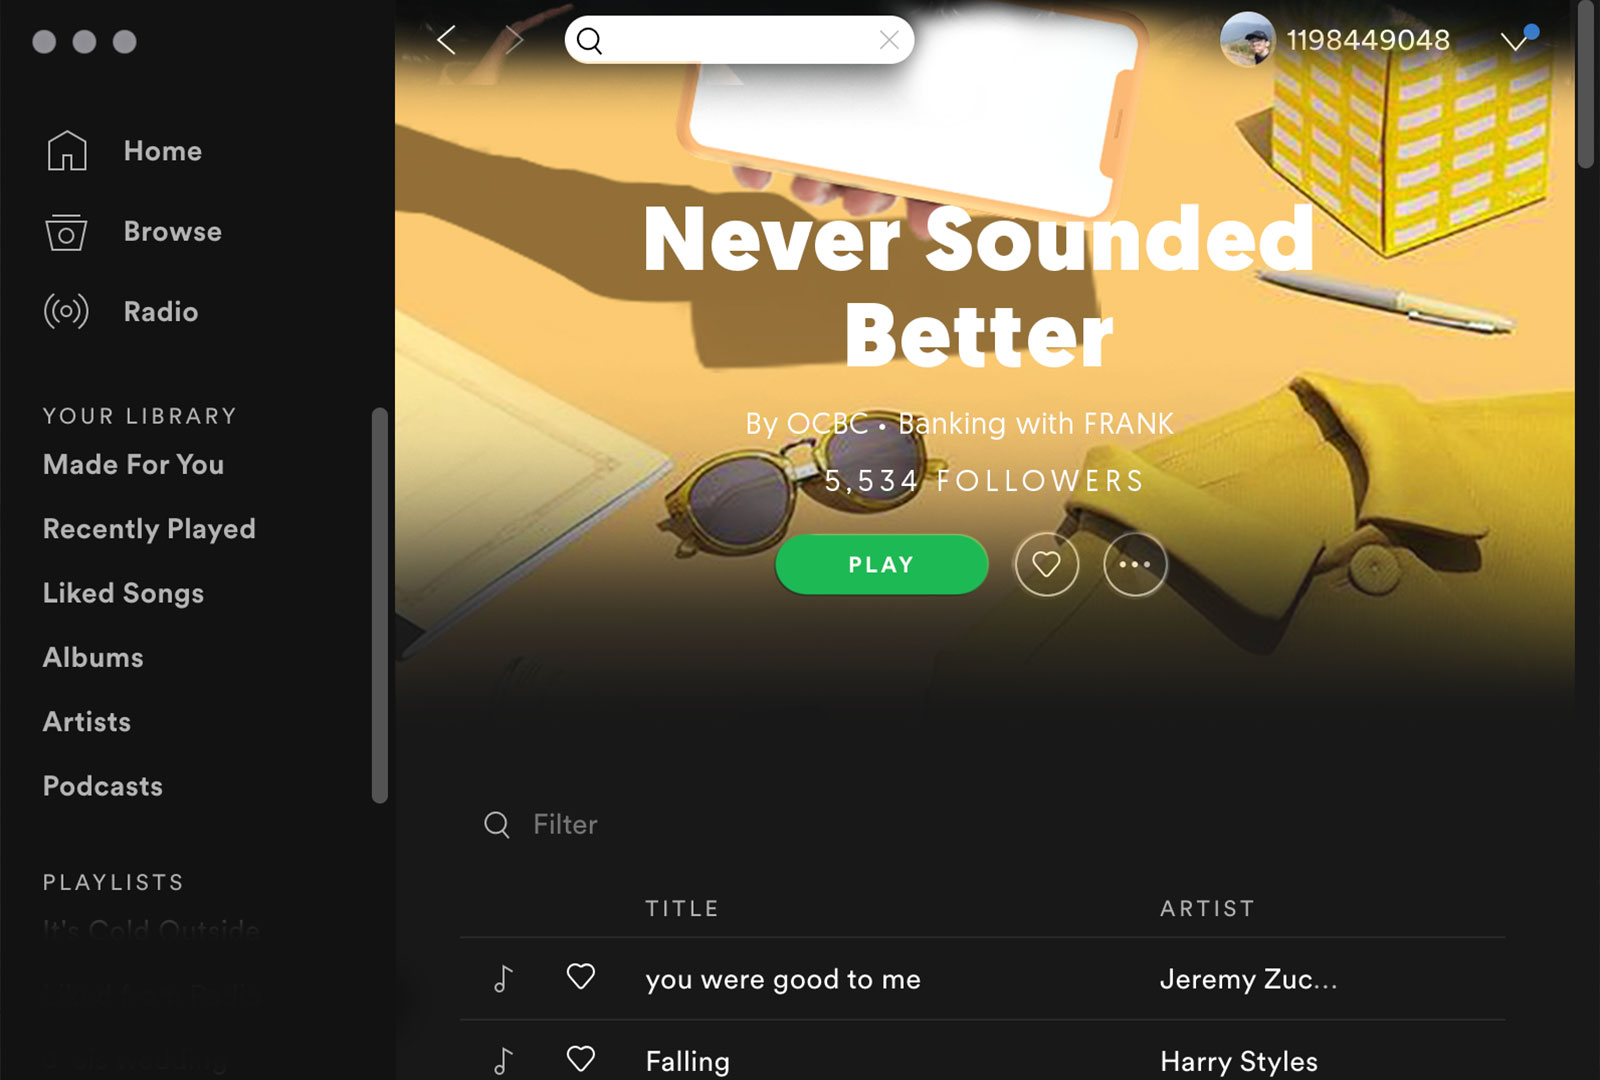 1198449048
Home
Browse
Radio
YOUR LIBRARY
Made For You
Recently Played
Liked Songs
Albums
Artists
Podcasts
PLAYLISTS
It's Cold Outside
Never Sounded
Better
By OCBC • Banking with FRANK
5,534 FOLLOWERS
PLAY
Filter
TITLE ARTIST
you were good to me Jeremy Zuc...
Falling Harry Styles